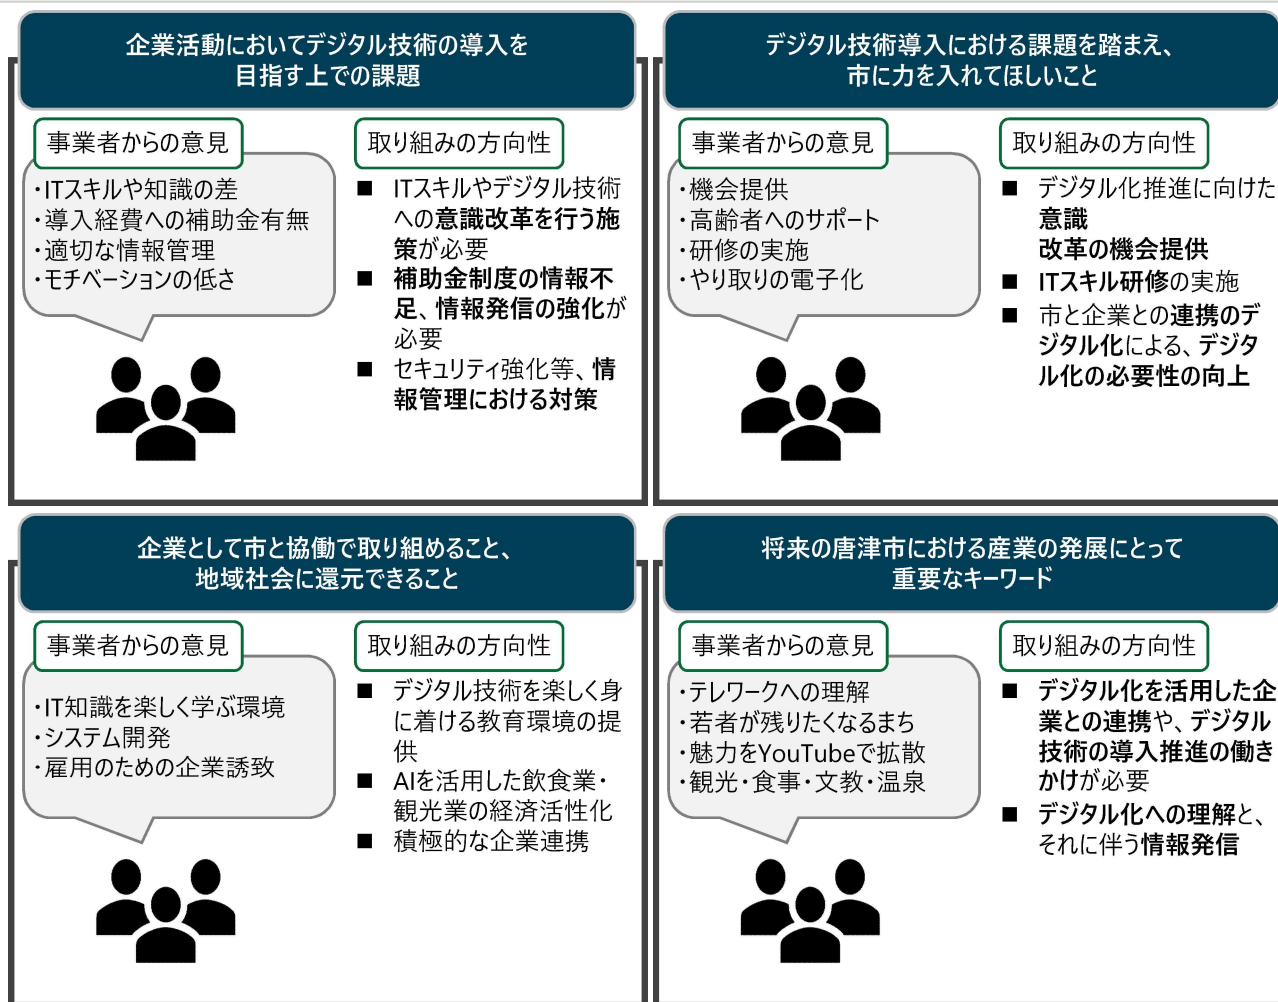 企業活動においてデジタル技術の導入を
目指す上での課題
事業者からの意見
・ITスキルや知識の差
・導入経費への補助金有無
・適切な情報管理
・モチベーションの低さ
取り組みの方向性
■ ITスキルやデジタル技術
への意識改革を行う施
策が必要
■ 補助金制度の情報不
足、情報発信の強化が
必要
■ セキュリティ強化等、情
報管理における対策
デジタル技術導入における課題を踏まえ、
市に力を入れてほしいこと
事業者からの意見
・機会提供
・高齢者へのサポート
・研修の実施
・やり取りの電子化
取り組みの方向性
■ デジタル化推進に向けた
意識
改革の機会提供
■ ITスキル研修の実施
■ 市と企業との連携のデ
ジタル化による、デジタ
ル化の必要性の向上
企業として市と協働で取り組めること、
地域社会に還元できること
事業者からの意見
・IT知識を楽しく学ぶ環境
・システム開発
・雇用のための企業誘致
取り組みの方向性
■ デジタル技術を楽しく身
に着ける教育環境の提
供
■ AIを活用した飲食業・
観光業の経済活性化
■ 積極的な企業連携
将来の唐津市における産業の発展にとって
重要なキーワード
事業者からの意見
・テレワークへの理解
・若者が残りたくなるまち
・魅力をYouTubeで拡散
・観光・食事・文教・温泉
取り組みの方向性
■ デジタル化を活用した企
業との連携や、デジタル
技術の導入推進の働き
かけが必要
■ デジタル化への理解と、
それに伴う情報発信